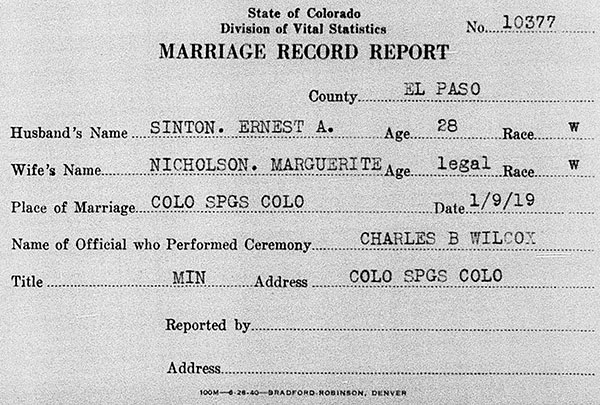 State of Colorado
Division of Vital Statistics
No. 10377
MARRIAGE RECORD REPORT
County EL PASO
Husband's Name SINTON. ERNEST A. Age 28 Race W
Wife's Name NICHOLSON. MARGUERITE Age legal Race W
Place of Marriage COLO SPGS COLO Date 1/9/19
Name of Official who Performed Ceremony CHARLES B WILCOX
Title MIN Address COLO SPGS COLO
Reported by
Address
100M—6-26-40—BRADFORD-ROBINSON, DENVER